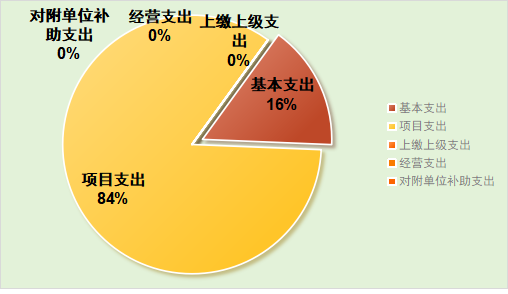 对附单位补
助支出
0%
经营支出
0%
上缴上级支
出
0%
基本支出
16%
项目支出
84%
基本支出
项目支出
上缴上级支出
经营支出
对附单位补助支出